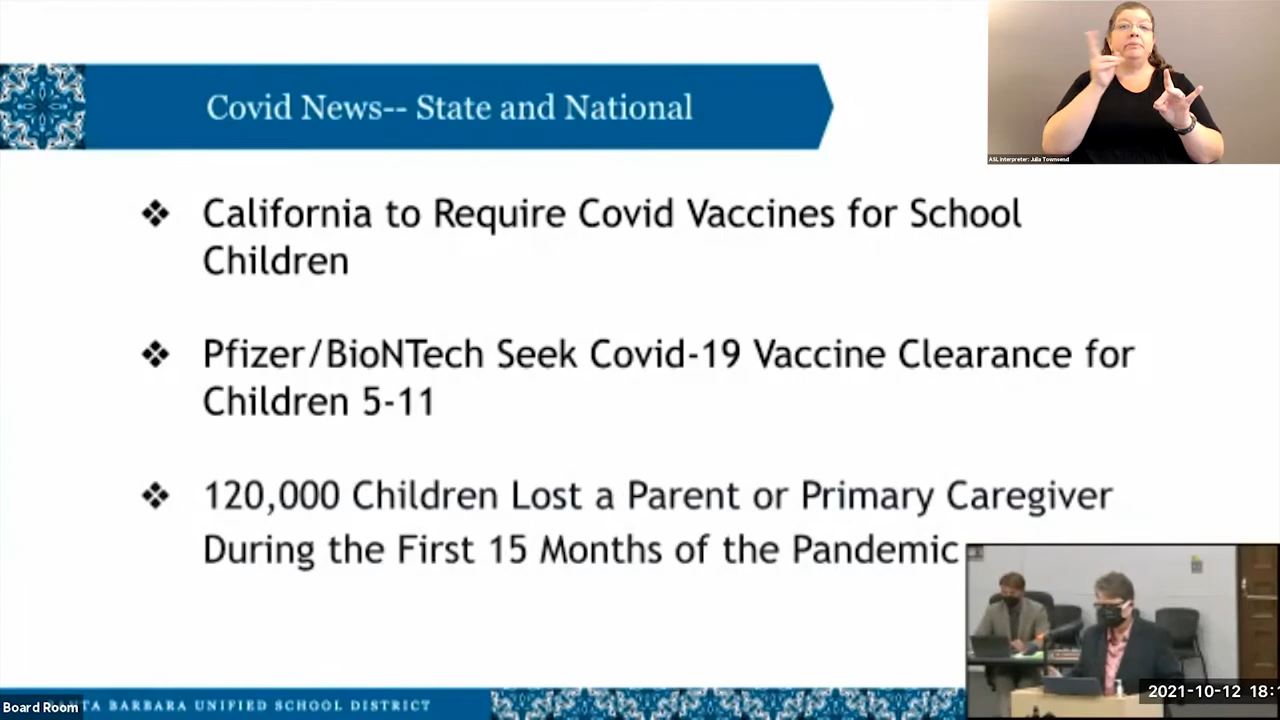 Covid News-- State and National
ASL Interpreter: Julia Townsend
❖ California to Require Covid Vaccines for School
Children
❖ Pfizer/BioNTech Seek Covid-19 Vaccine Clearance for
Children 5-11
❖ 120,000 Children Lost a Parent or Primary Caregiver
During the First 15 Months of the Pandemic
Board Room
TA BARBARA UNIFIED SCHOOL DISTRICT
2021-10-12 18: